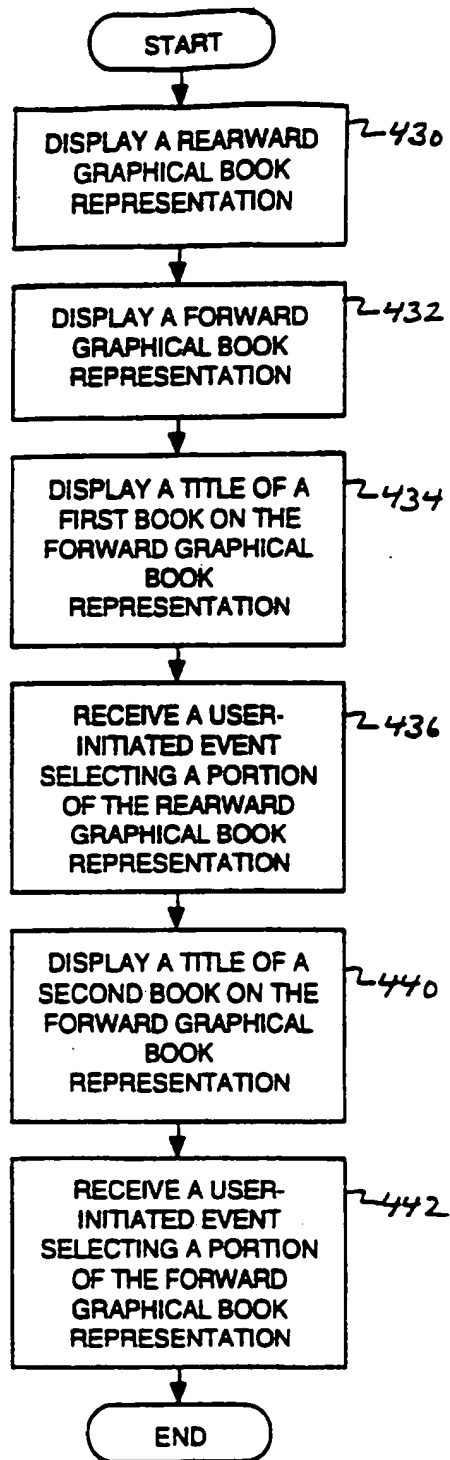 START
DISPLAY A REARWARD
GRAPHICAL BOOK
REPRESENTATION
430
DISPLAY A FORWARD
GRAPHICAL BOOK
REPRESENTATION
432
DISPLAY A TITLE OF A
FIRST BOOK ON THE
FORWARD GRAPHICAL
BOOK
REPRESENTATION
434
RECEIVE A USER-
INITIATED EVENT
SELECTING A PORTION
OF THE REARWARD
GRAPHICAL BOOK
REPRESENTATION
436
DISPLAY A TITLE OF A
SECOND BOOK ON THE
FORWARD GRAPHICAL
BOOK
REPRESENTATION
440
RECEIVE A USER-
INITIATED EVENT
SELECTING A PORTION
OF THE FORWARD
GRAPHICAL BOOK
REPRESENTATION
442
END